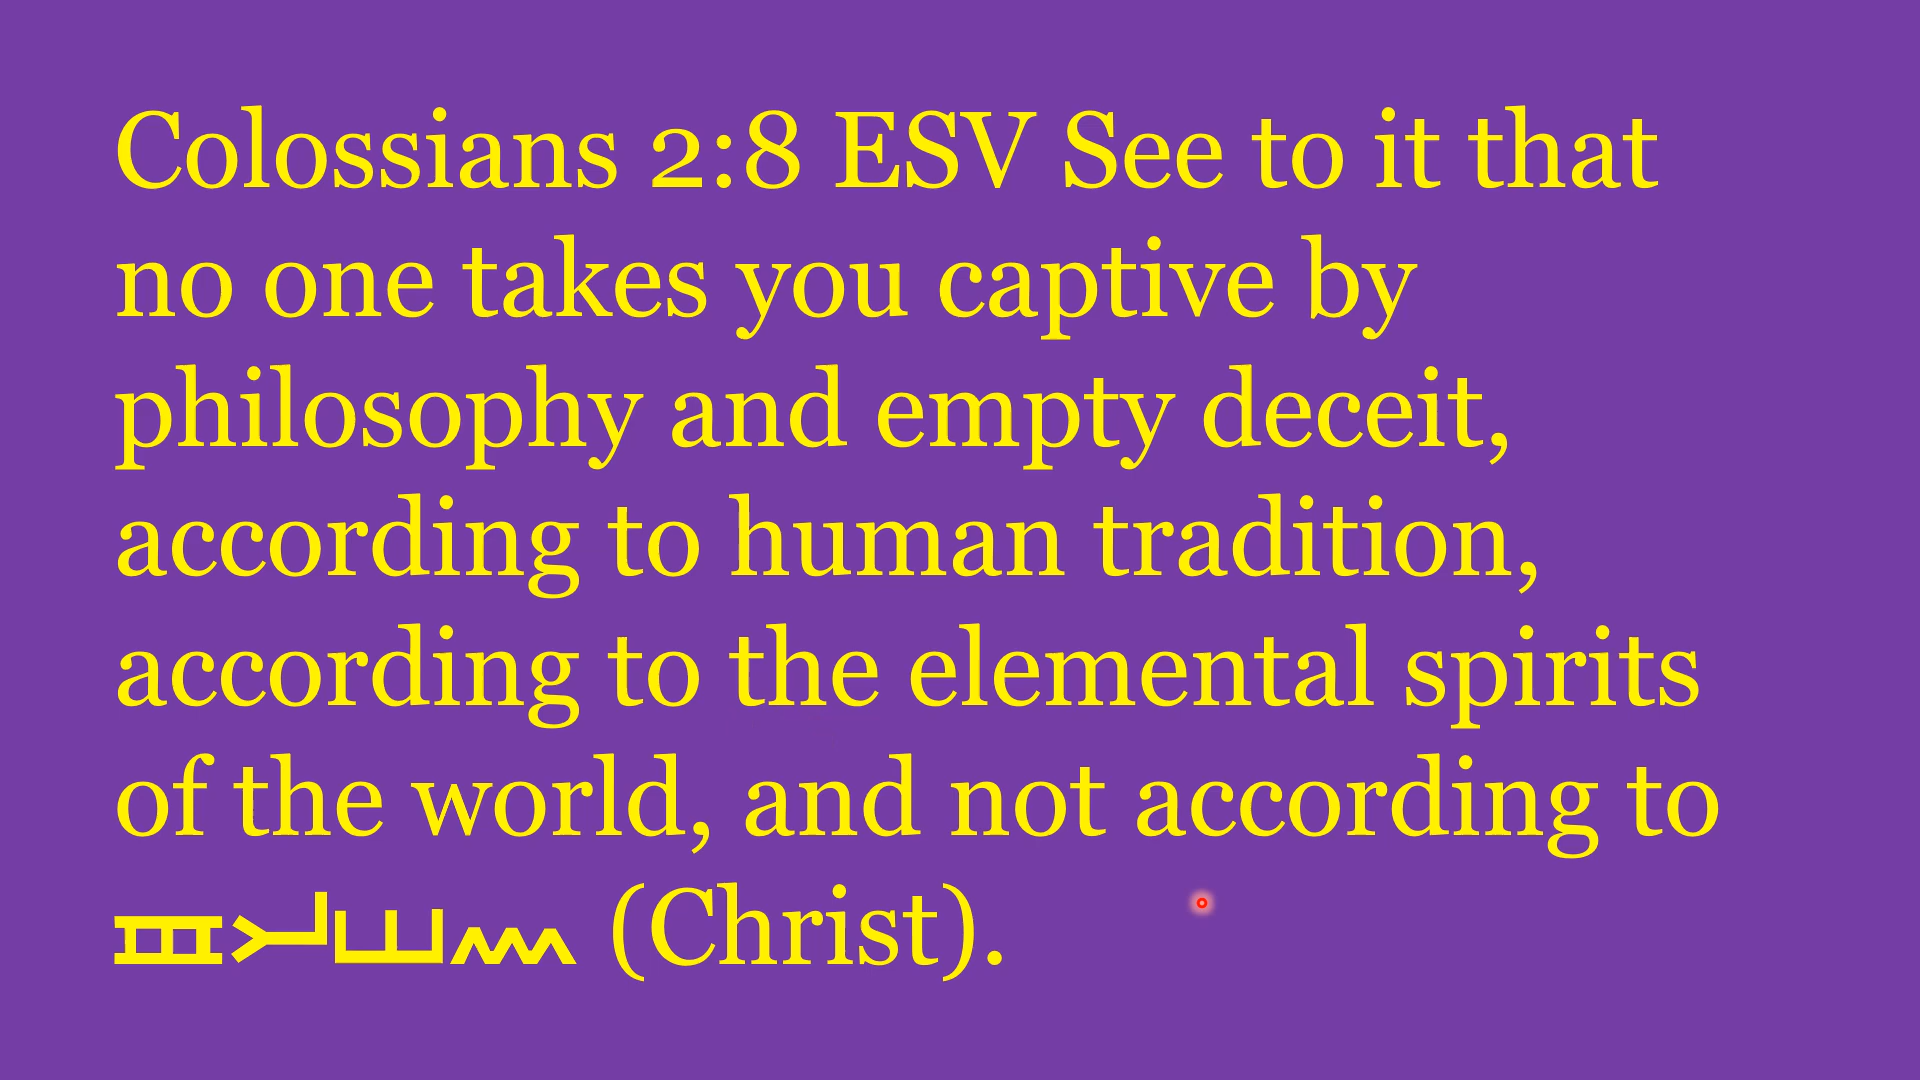 Colossians 2:8 ESV See to it that
no one takes you captive by
philosophy and empty deceit,
according to human tradition,
according to the elemental spirits
of the world, and not according to
(Christ).